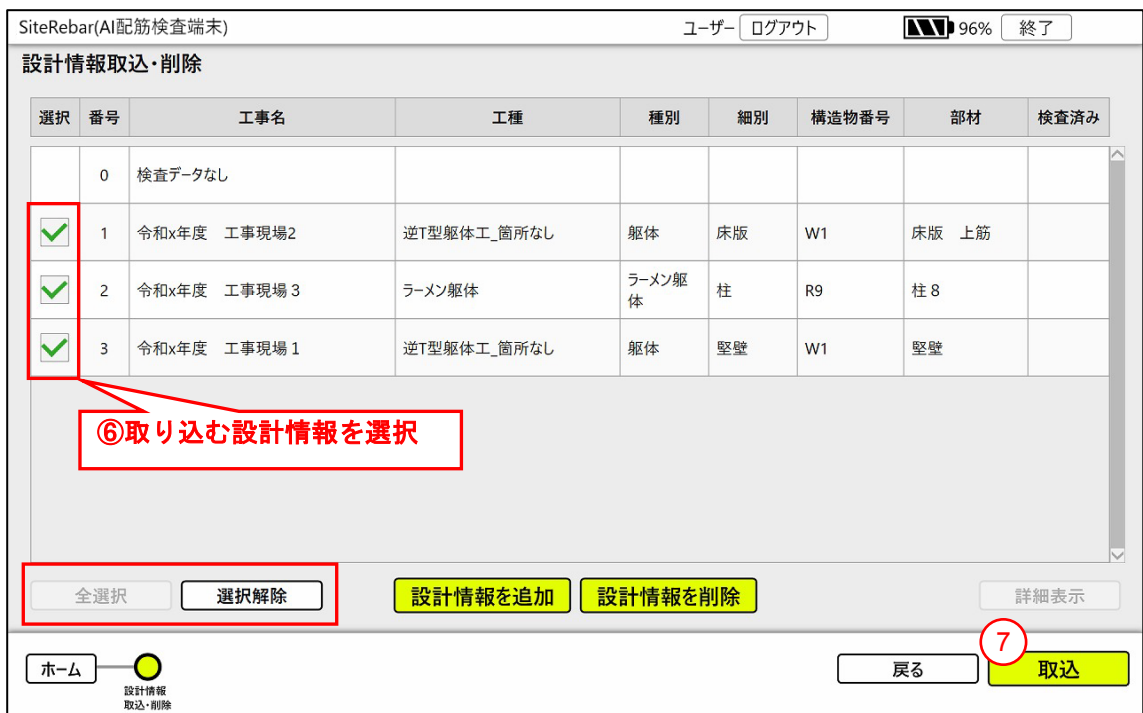 SiteRebar(AI配筋検査端末) ユーザー ログアウト 96% 終了
設計情報取込・削除
選択 番号 工事名 工種 種別 細別 構造物番号 部材 検査済み
0 検査データなし
1 令和x年度　工事現場2 逆T型躯体工_箇所なし 躯体 床版 W1 床版　上筋
2 令和x年度　工事現場３ ラーメン躯体 ラーメン躯体 柱 R9 柱８
3 令和x年度　工事現場１ 逆T型躯体工_箇所なし 躯体 堅壁 W1 堅壁
⑥取り込む設計情報を選択
全選択 選択解除 設計情報を追加 設計情報を削除 詳細表示
7
ホーム 戻る 取込
設計情報
取込・削除